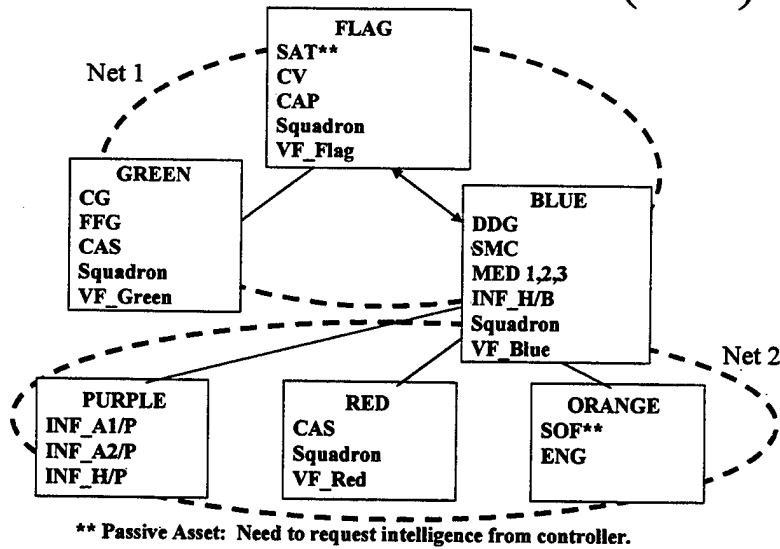 FLAG
SAT**
CV
CAP
Squadron
VF_Flag
Net 1
GREEN
CG
FFG
CAS
Squadron
VF_Green
BLUE
DDG
SMC
MED 1,2,3
INF_H/B
Squadron
VF_Blue
Net 2
PURPLE
INF_A1/P
INF_A2/P
INF_H/P
RED
CAS
Squadron
VF_Red
ORANGE
SOF**
ENG
** Passive Asset: Need to request intelligence from controller.